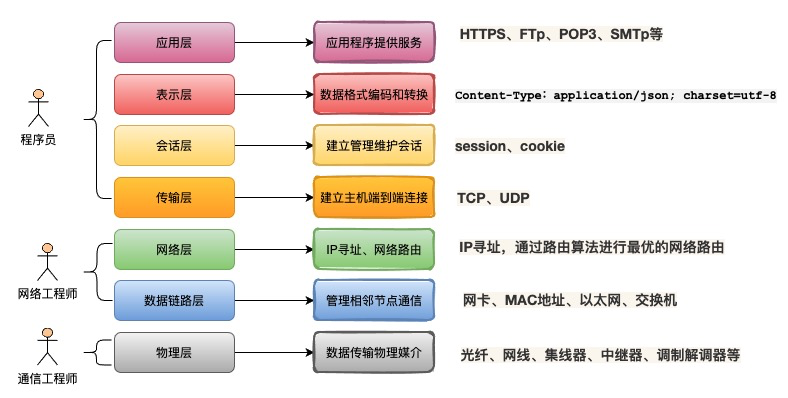 应用层 应用程序提供服务 HTTPS、FTp、POP3、SMTp等
表示层 数据格式编码和转换 Content-Type: application/json; charset=utf-8
程序员
会话层 建立管理维护会话 session、cookie
传输层 建立主机端到端连接 TCP、UDP
网络层 IP寻址、网络路由 IP寻址，通过路由算法进行最优的网络路由
网络工程师
数据链路层 管理相邻节点通信 网卡、MAC地址、以太网、交换机
物理层 数据传输物理媒介 光纤、网线、集线器、中继器、调制解调器等
通信工程师